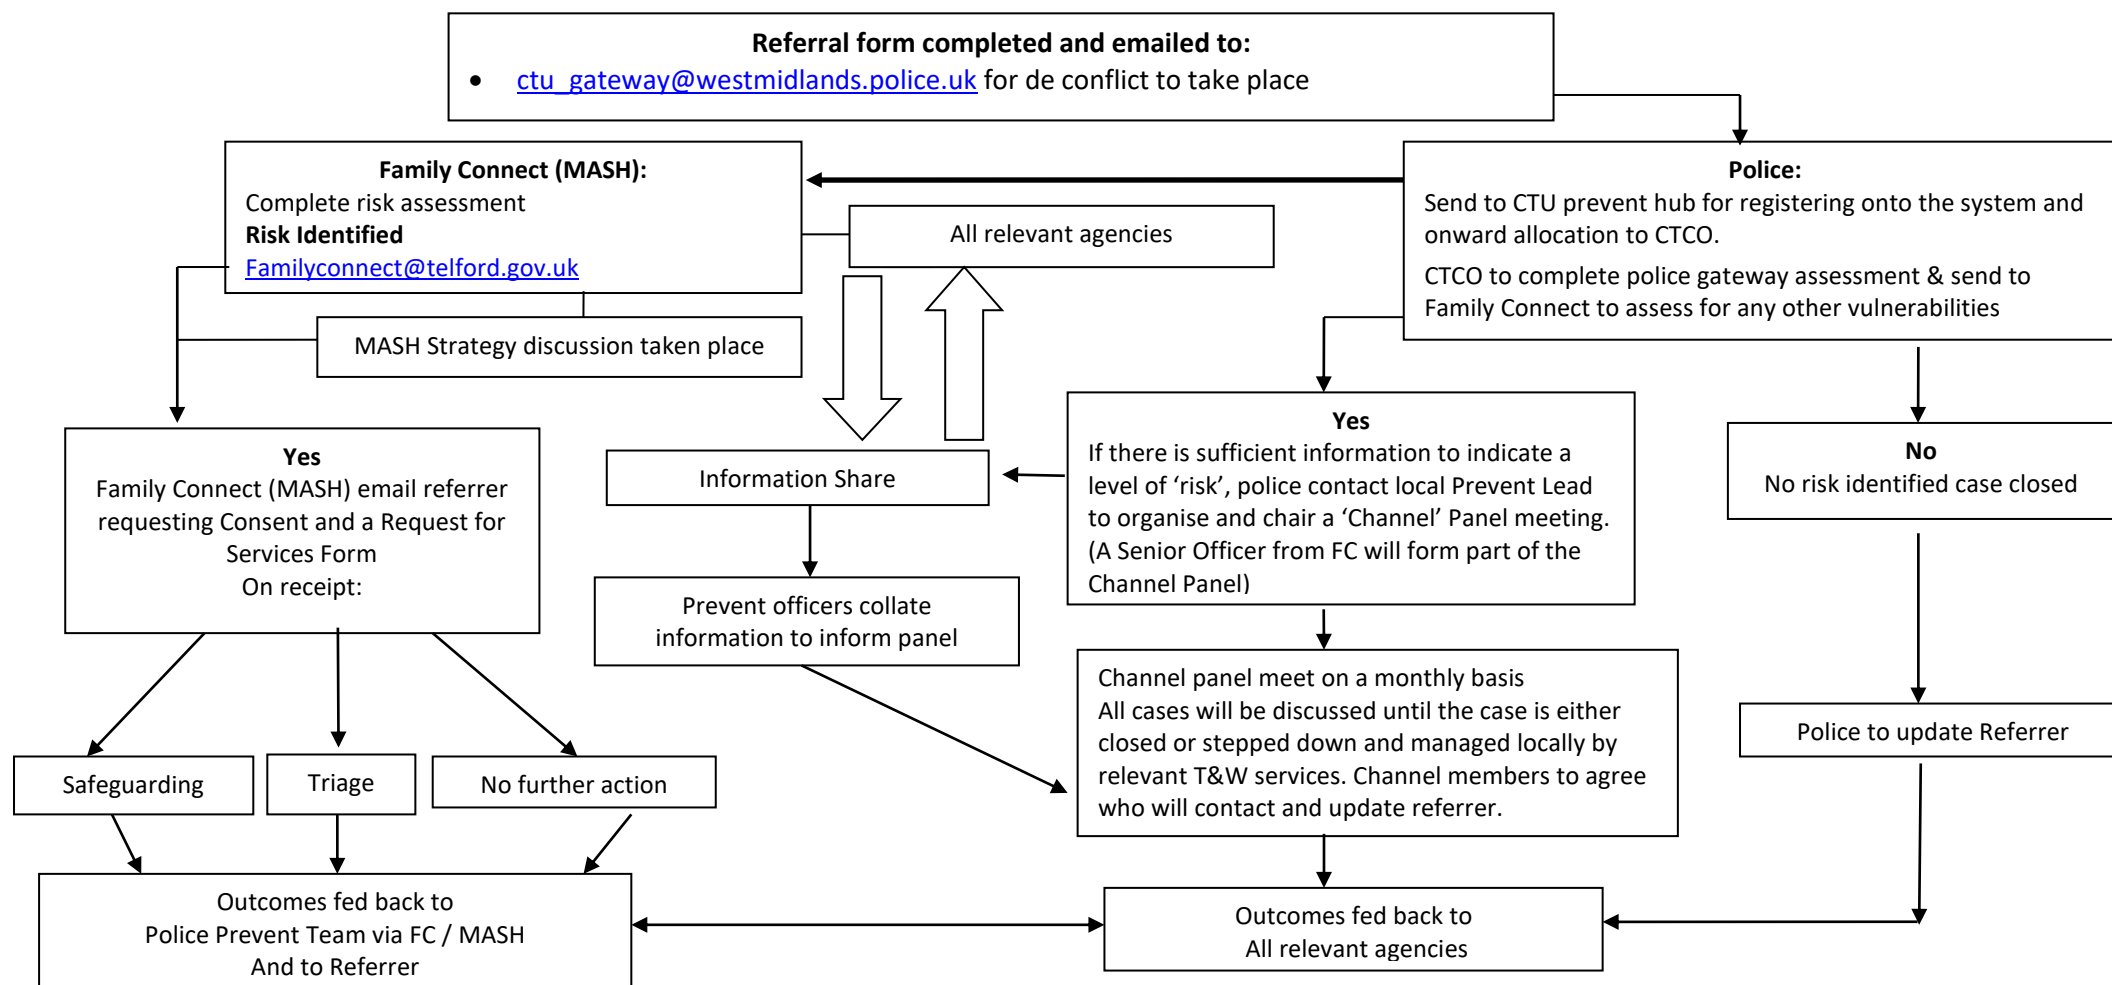 Referral form completed and emailed to:
• ctu_gateway@westmidlands.police.uk for de conflict to take place
Family Connect (MASH):
Complete risk assessment
Risk Identified
Familyconnect@telford.gov.uk
All relevant agencies
Police:
Send to CTU prevent hub for registering onto the system and
onward allocation to CTCO.
CTCO to complete police gateway assessment & send to
Family Connect to assess for any other vulnerabilities
MASH Strategy discussion taken place
Yes
Family Connect (MASH) email referrer
requesting Consent and a Request for
Services Form
On receipt:
Information Share
Yes
If there is sufficient information to indicate a
level of ‘risk’, police contact local Prevent Lead
to organise and chair a ‘Channel’ Panel meeting.
(A Senior Officer from FC will form part of the
Channel Panel)
No
No risk identified case closed
Prevent officers collate
information to inform panel
Channel panel meet on a monthly basis
All cases will be discussed until the case is either
closed or stepped down and managed locally by
relevant T&W services. Channel members to agree
who will contact and update referrer.
Police to update Referrer
Safeguarding
Triage
No further action
Outcomes fed back to
Police Prevent Team via FC / MASH
And to Referrer
Outcomes fed back to
All relevant agencies